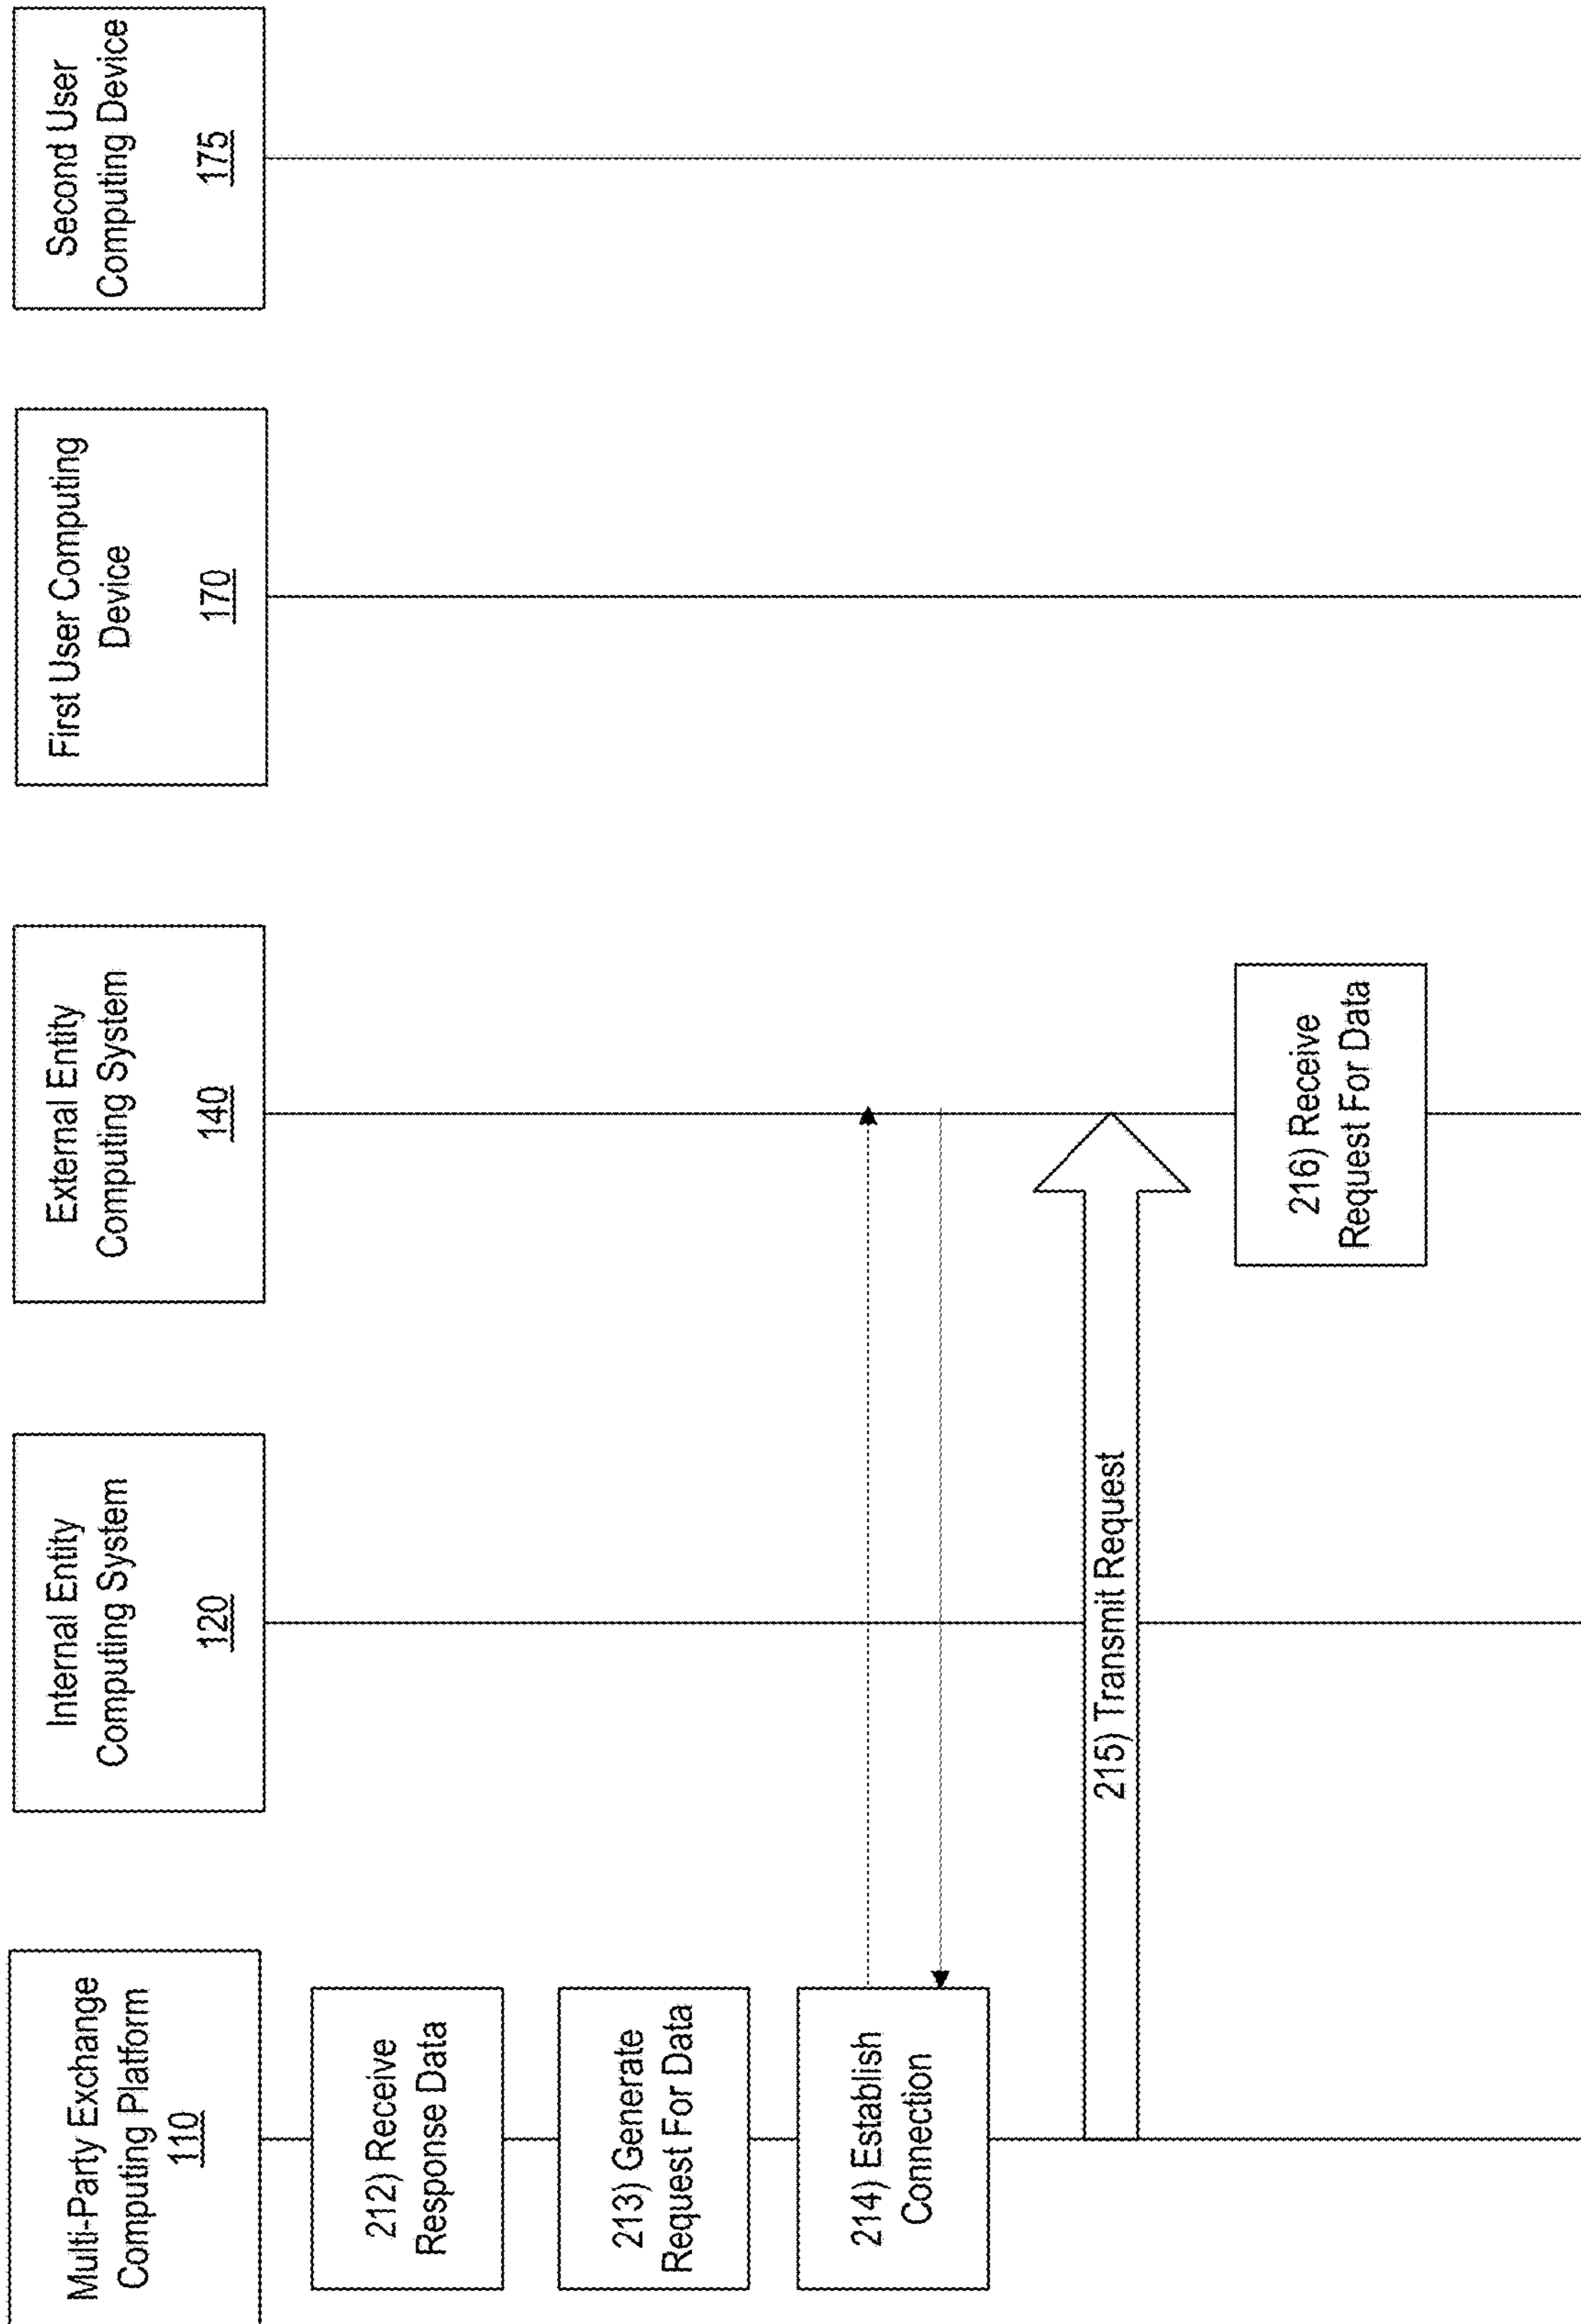 Multi-Party Exchange
Computing Platform
110
Internal Entity
Computing System
120
External Entity
Computing System
140
First User Computing
Device
170
Second User
Computing Device
175
212) Receive
Response Data
213) Generate
Request For Data
214) Establish
Connection
215) Transmit Request
216) Receive
Request For Data